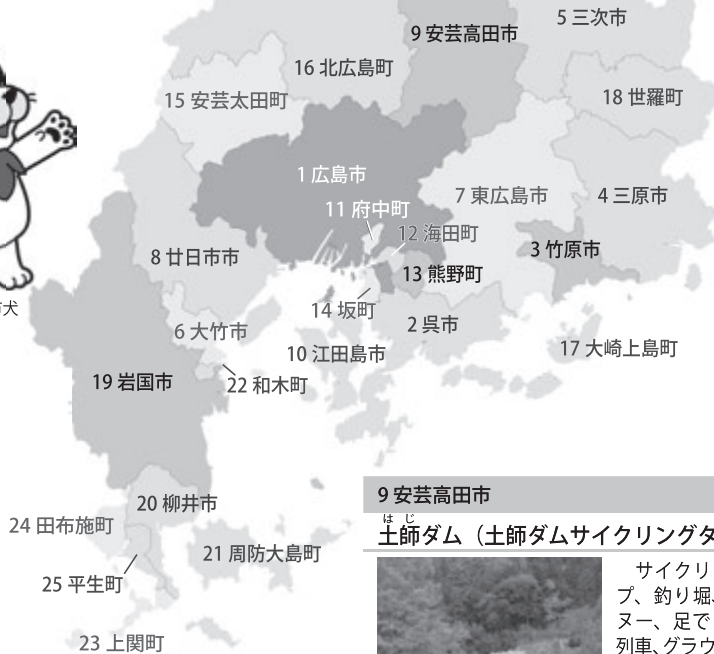 5 三次市
9 安芸高田市
16 北広島町
15 安芸太田町
18 世羅町
1 広島市
11 府中町
7 東広島市
4 三原市
12 海田町
3 竹原市
8 廿日市市
13 熊野町
14 坂町
2 呉市
6 大竹市
10 江田島市
17 大崎上島町
19 岩国市
22 和木町
20 柳井市
24 田布施町
21 周防大島町
25 平生町
23 上関町
犬
9 安芸高田市
はじ
土師ダム（土師ダムサイクリングタ
サイクリ
プ、釣り堀、
ヌー、足で
列車、グラウ